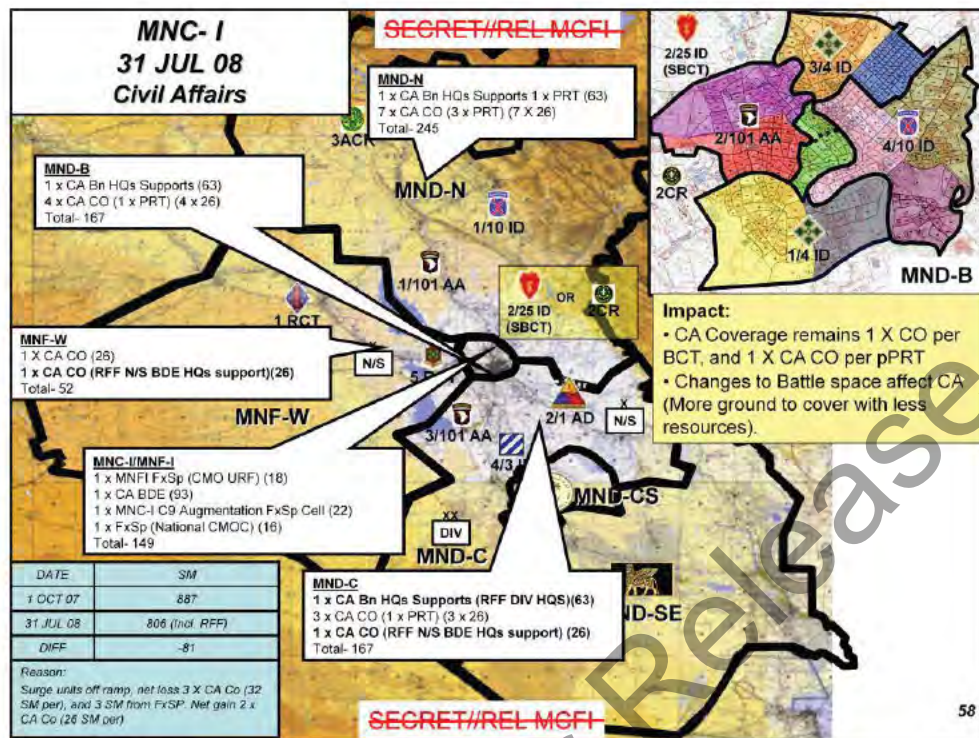 MNC- I
31 JUL 08
Civil Affairs
SECRET//REL MCFI
MND-N
1 x CA Bn HQs Supports 1 x PRT (63)
7 x CA CO (3 x PRT) (7 X 26)
Total- 245
3ACR
MND-N
MND-B
1 x CA Bn HQs Supports (63)
4 x CA CO (1 x PRT) (4 x 26)
Total- 167
1/10 ID
1/101 AA
1 RCT
2/25 ID
(SBCT)
OR
2CR
MNF-W
1 X CA CO (26)
1 x CA CO (RFF N/S BDE HQs support)(26)
Total- 52
X
N/S
MNF-W
3/101 AA
2/1 AD
X
N/S
4/3 I
MNC-I/MNF-I
1 x MNFI FxSp (CMO URF) (18)
1 x CA BDE (93)
1 x MNC-I C9 Augmentation FxSp Cell (22)
1 x FxSp (National CMOC) (16)
Total- 149
MND-CS
XX
DIV
MND-C
MND-C
1 x CA Bn HQs Supports (RFF DIV HQS)(63)
3 x CA CO (1 x PRT) (3 x 26)
1 x CA CO (RFF N/S BDE HQs support) (26)
Total- 167
ND-SE
DATE SM
1 OCT 07 887
31 JUL 08 806 (Incl. RFF)
DIFF -81
Reason:
Surge units off ramp, net loss 3 X CA Co (32
SM per), and 3 SM from FxSP. Net gain 2 x
CA Co (26 SM per)
2/25 ID
(SBCT)
3/4 ID
2/101 AA
4/10 ID
2CR
1/4 ID
MND-B
Impact:
• CA Coverage remains 1 X CO per
BCT, and 1 X CA CO per pPRT
• Changes to Battle space affect CA
(More ground to cover with less
resources).
SECRET//REL MCFI
58
Release